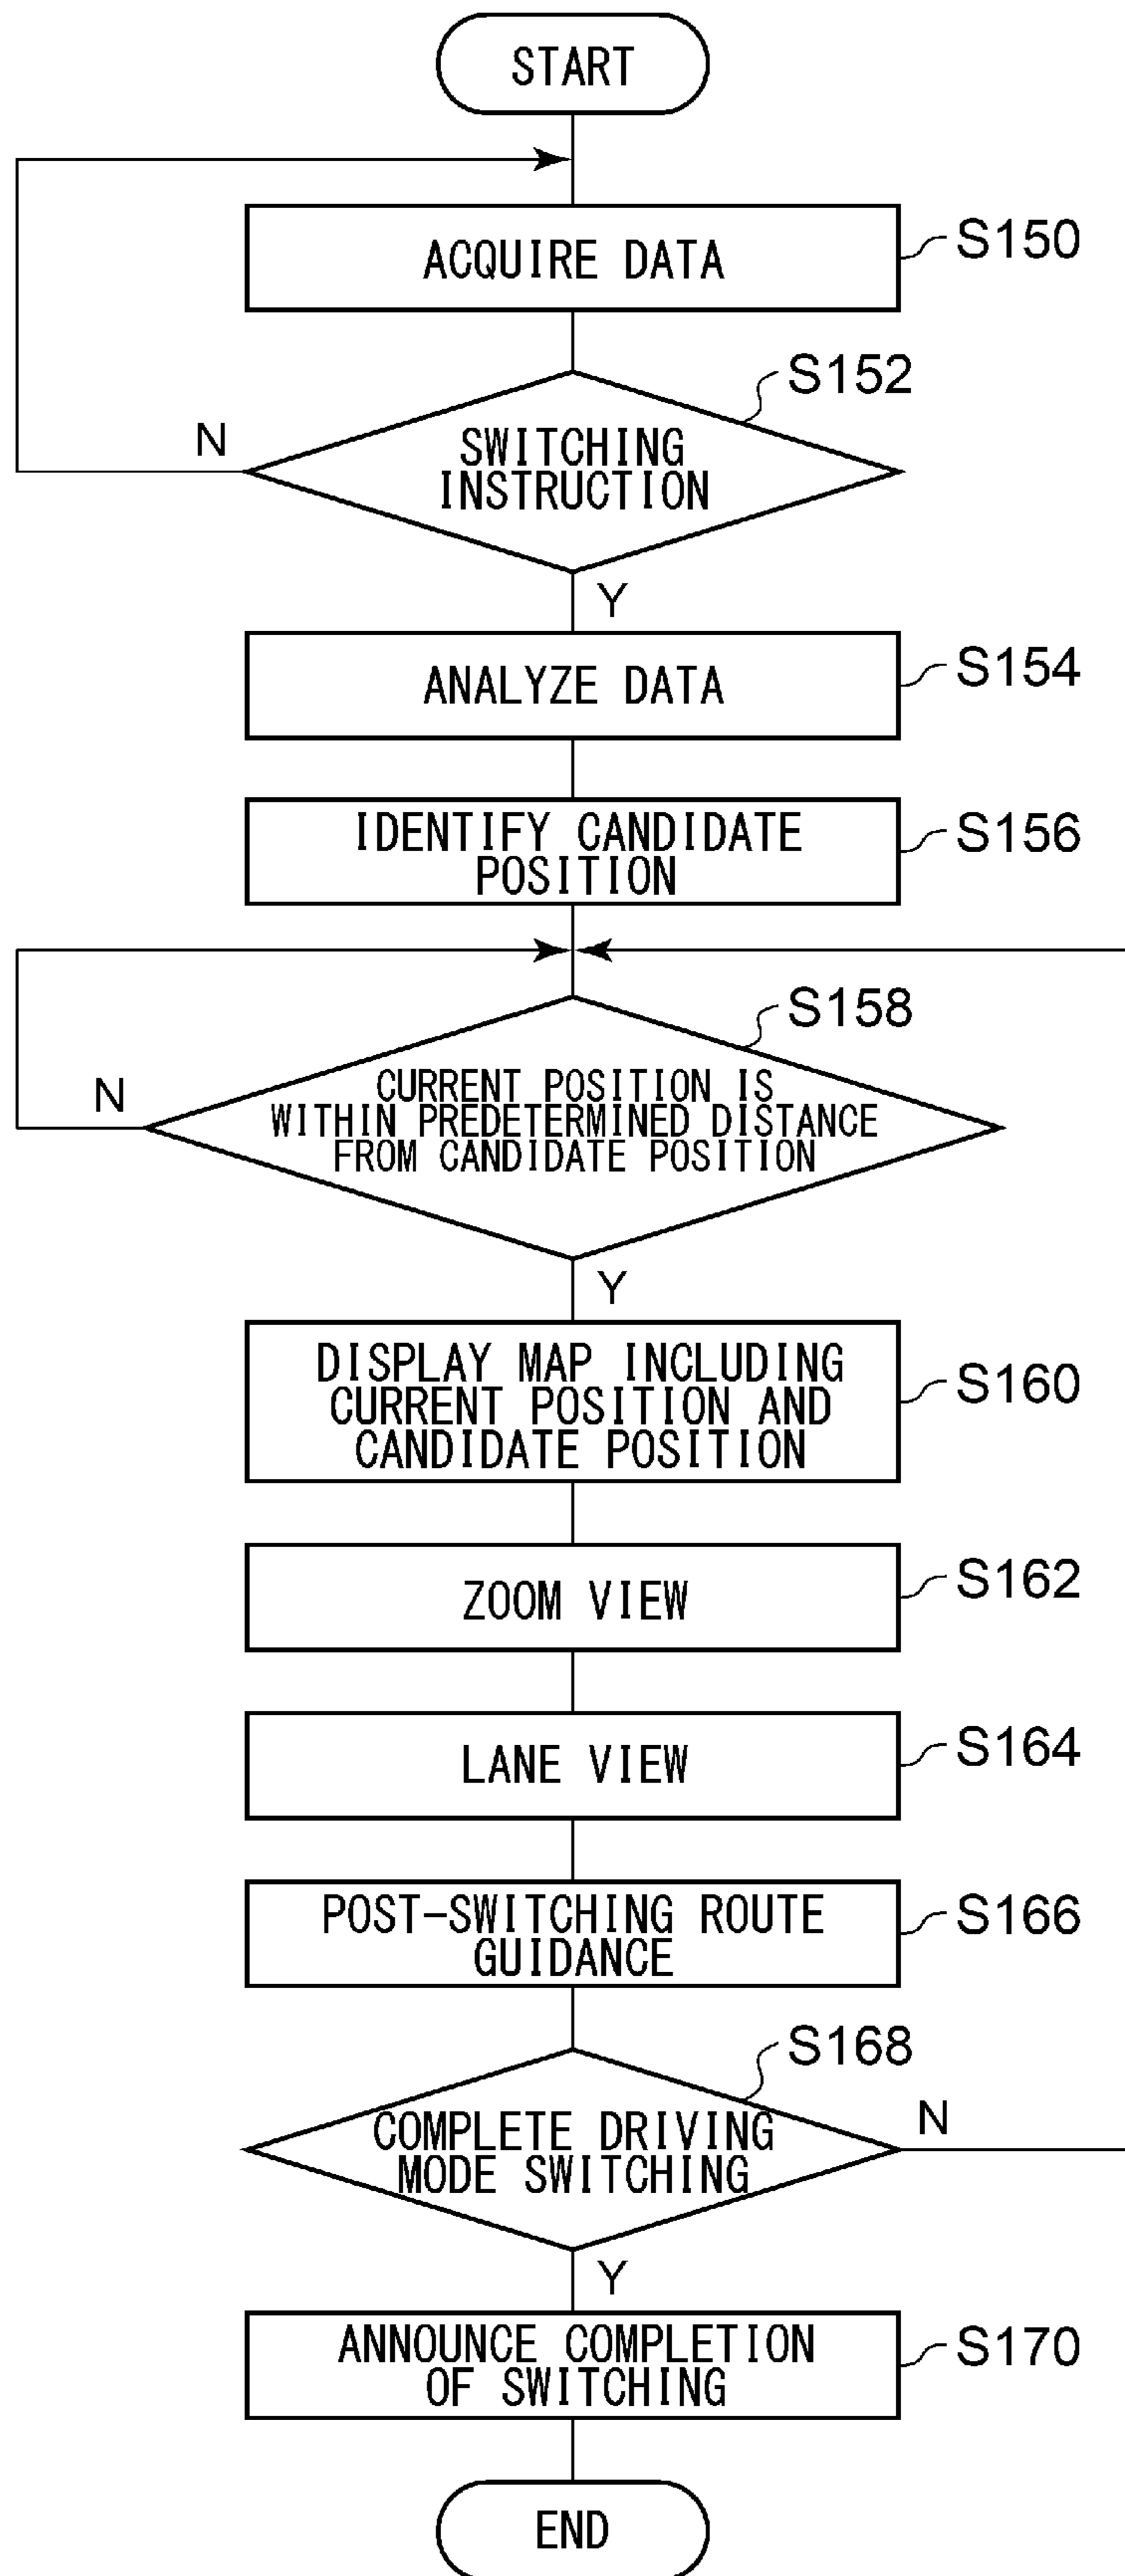 START
ACQUIRE DATA
S150
S152
SWITCHING
INSTRUCTION
N
Y
ANALYZE DATA
S154
IDENTIFY CANDIDATE
POSITION
S156
S158
CURRENT POSITION IS
WITHIN PREDETERMINED DISTANCE
FROM CANDIDATE POSITION
N
Y
DISPLAY MAP INCLUDING
CURRENT POSITION AND
CANDIDATE POSITION
S160
ZOOM VIEW
S162
LANE VIEW
S164
POST-SWITCHING ROUTE
GUIDANCE
S166
S168
COMPLETE DRIVING
MODE SWITCHING
N
Y
ANNOUNCE COMPLETION
OF SWITCHING
S170
END